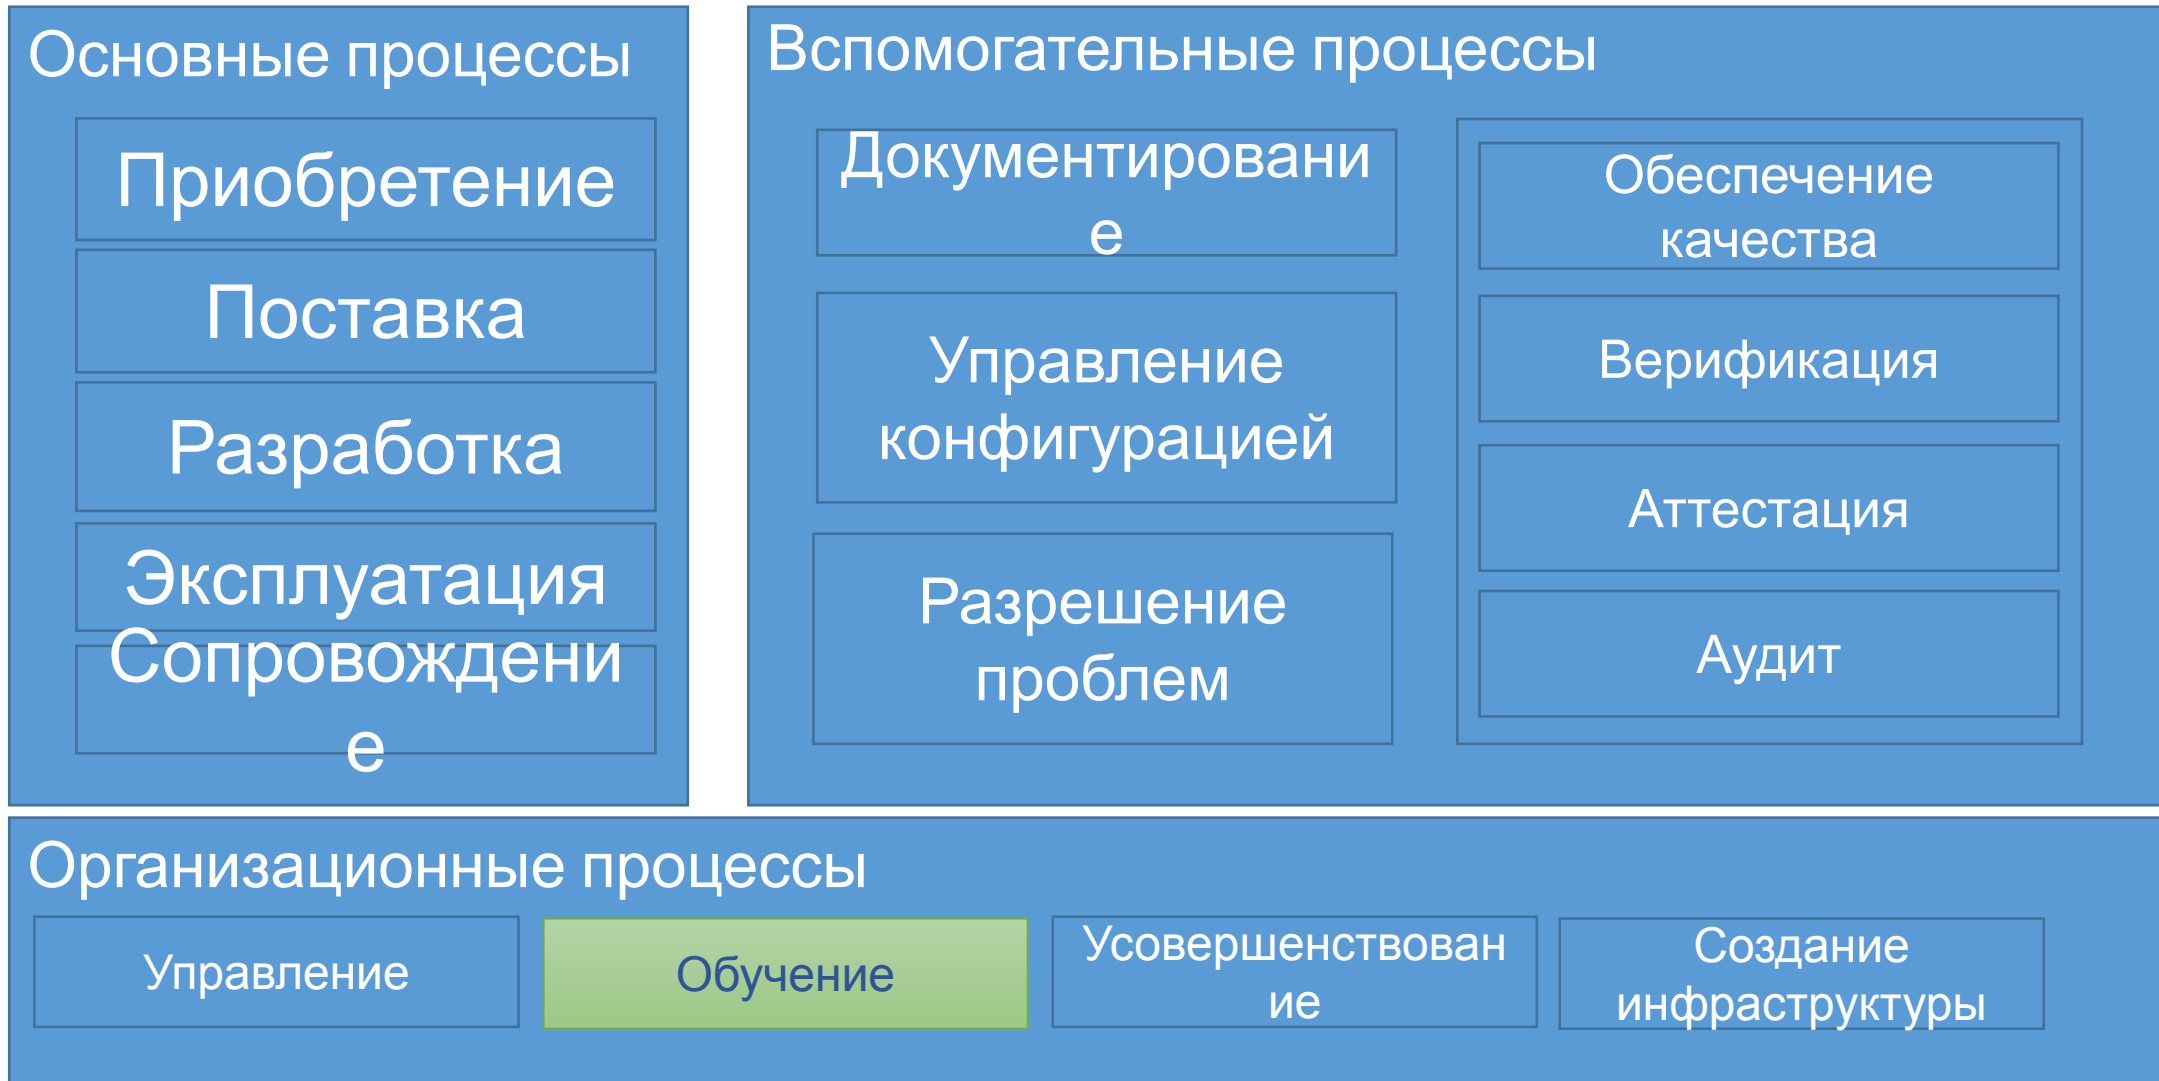 Основные процессы
Приобретение
Поставка
Разработка
Эксплуатация
Сопровождени
е
Вспомогательные процессы
Документировани
е
Управление
конфигурацией
Разрешение
проблем
Обеспечение
качества
Верификация
Аттестация
Аудит
Организационные процессы
Управление
Обучение
Усовершенствован
ие
Создание
инфраструктуры